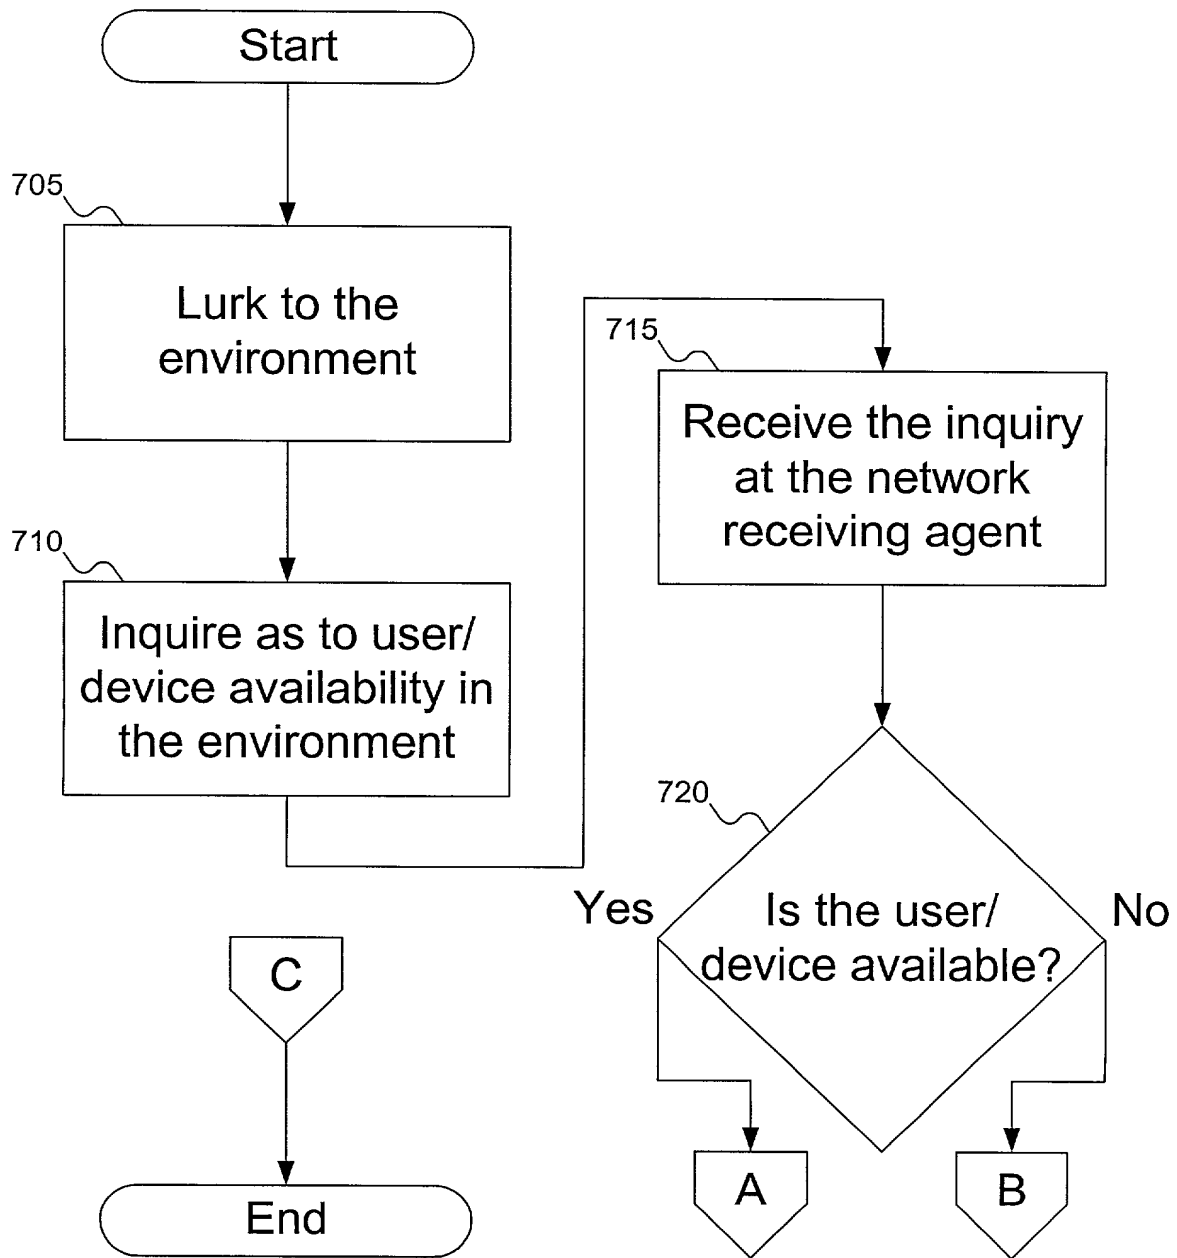 Start
705
Lurk to the
environment
710
Inquire as to user/
device availability in
the environment
715
Receive the inquiry
at the network
receiving agent
720
Is the user/
device available?
Yes
No
A
B
C
End